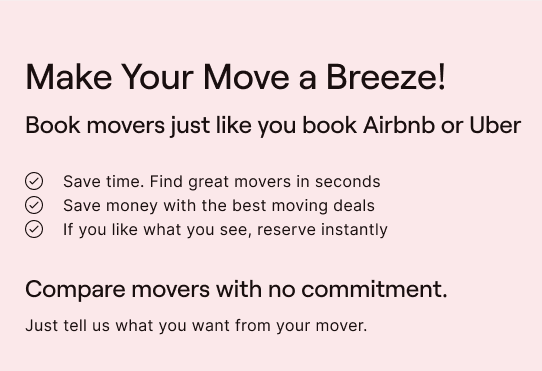 Make Your Move a Breeze!
Book movers just like you book Airbnb or Uber
Save time. Find great movers in seconds
Save money with the best moving deals
If you like what you see, reserve instantly
Compare movers with no commitment.
Just tell us what you want from your mover.